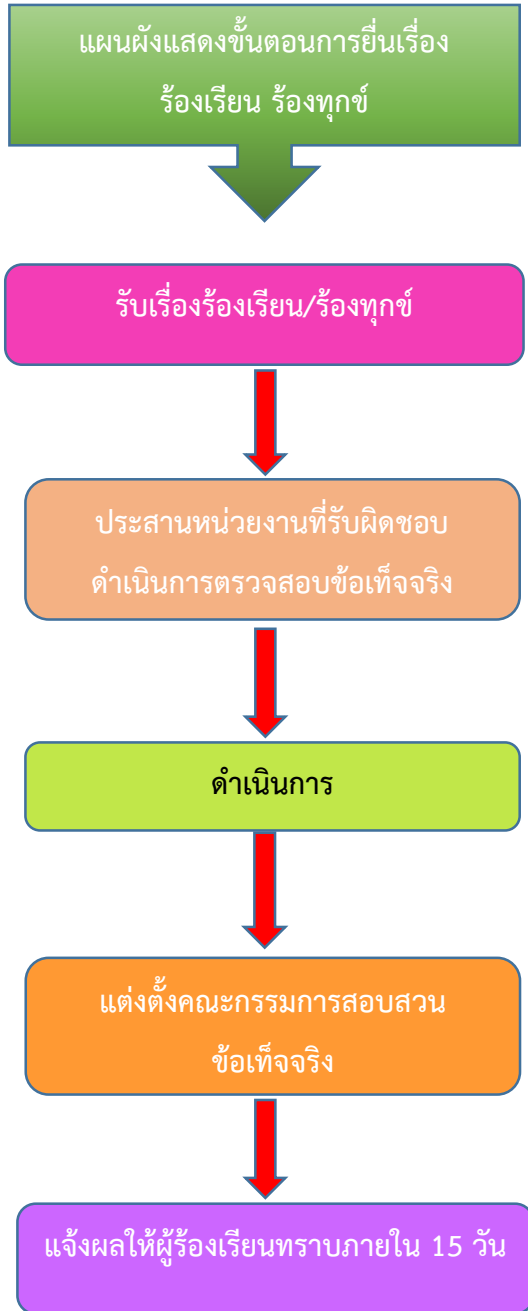 แผนผังแสดงขั้นตอนการยื่นเรื่อง
ร้องเรียน ร้องทุกข์
รับเรื่องร้องเรียน/ร้องทุกข์
ประสานหน่วยงานที่รับผิดชอบ
ดำเนินการตรวจสอบข้อเท็จจริง
ดำเนินการ
แต่งตั้งคณะกรรมการสอบสวน
ข้อเท็จจริง
แจ้งผลให้ผู้ร้องเรียนทราบภายใน 15 วัน